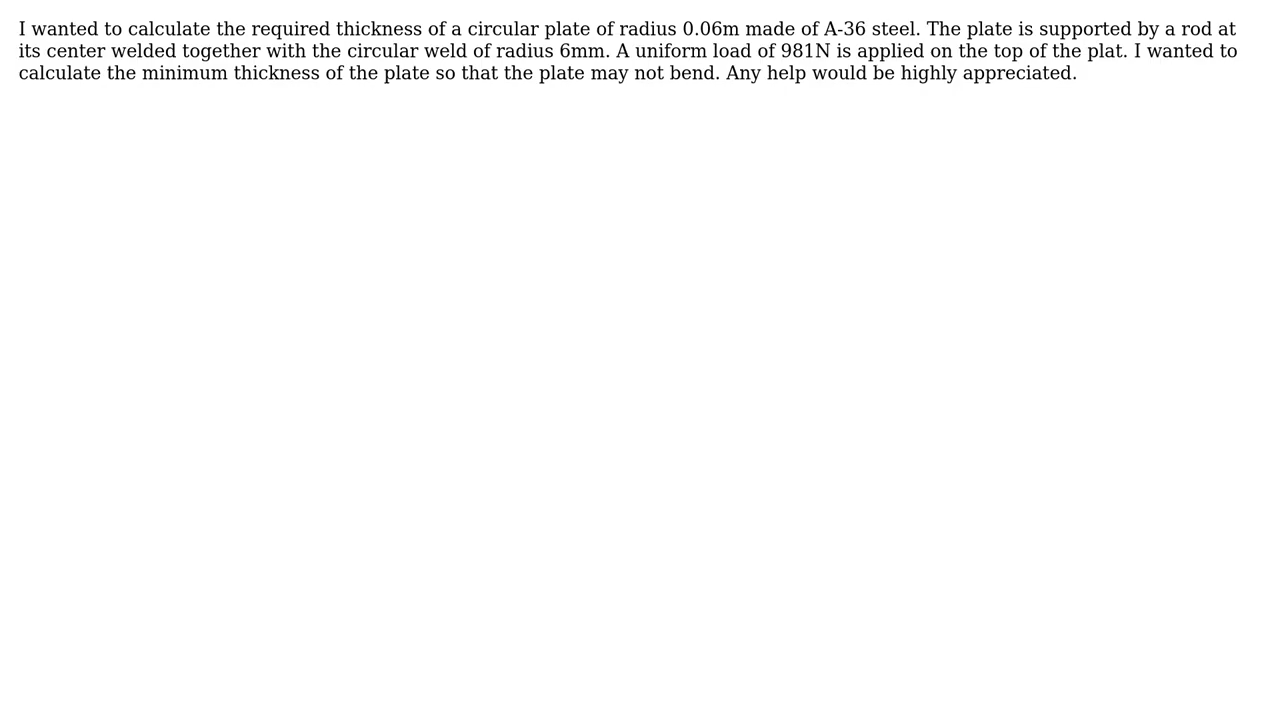 I wanted to calculate the required thickness of a circular plate of radius 0.06m made of A-36 steel. The plate is supported by a rod at
its center welded together with the circular weld of radius 6mm. A uniform load of 981N is applied on the top of the plat. I wanted to
calculate the minimum thickness of the plate so that the plate may not bend. Any help would be highly appreciated.